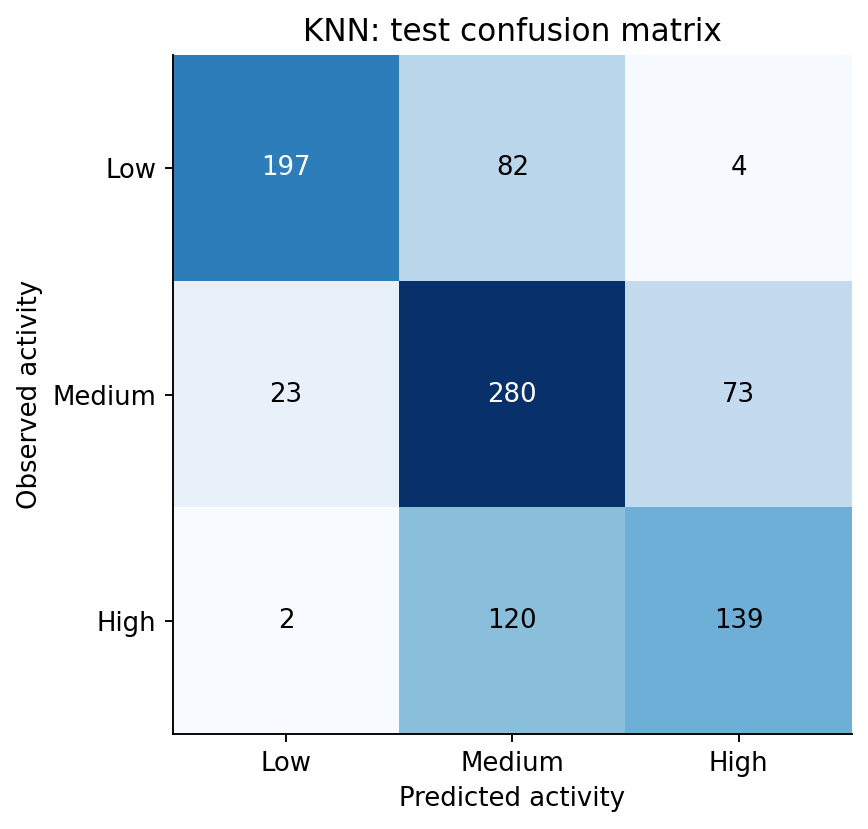 KNN: test confusion matrix
Observed activity
Low
197
82
4
Medium
23
280
73
High
2
120
139
Low
Medium
High
Predicted activity